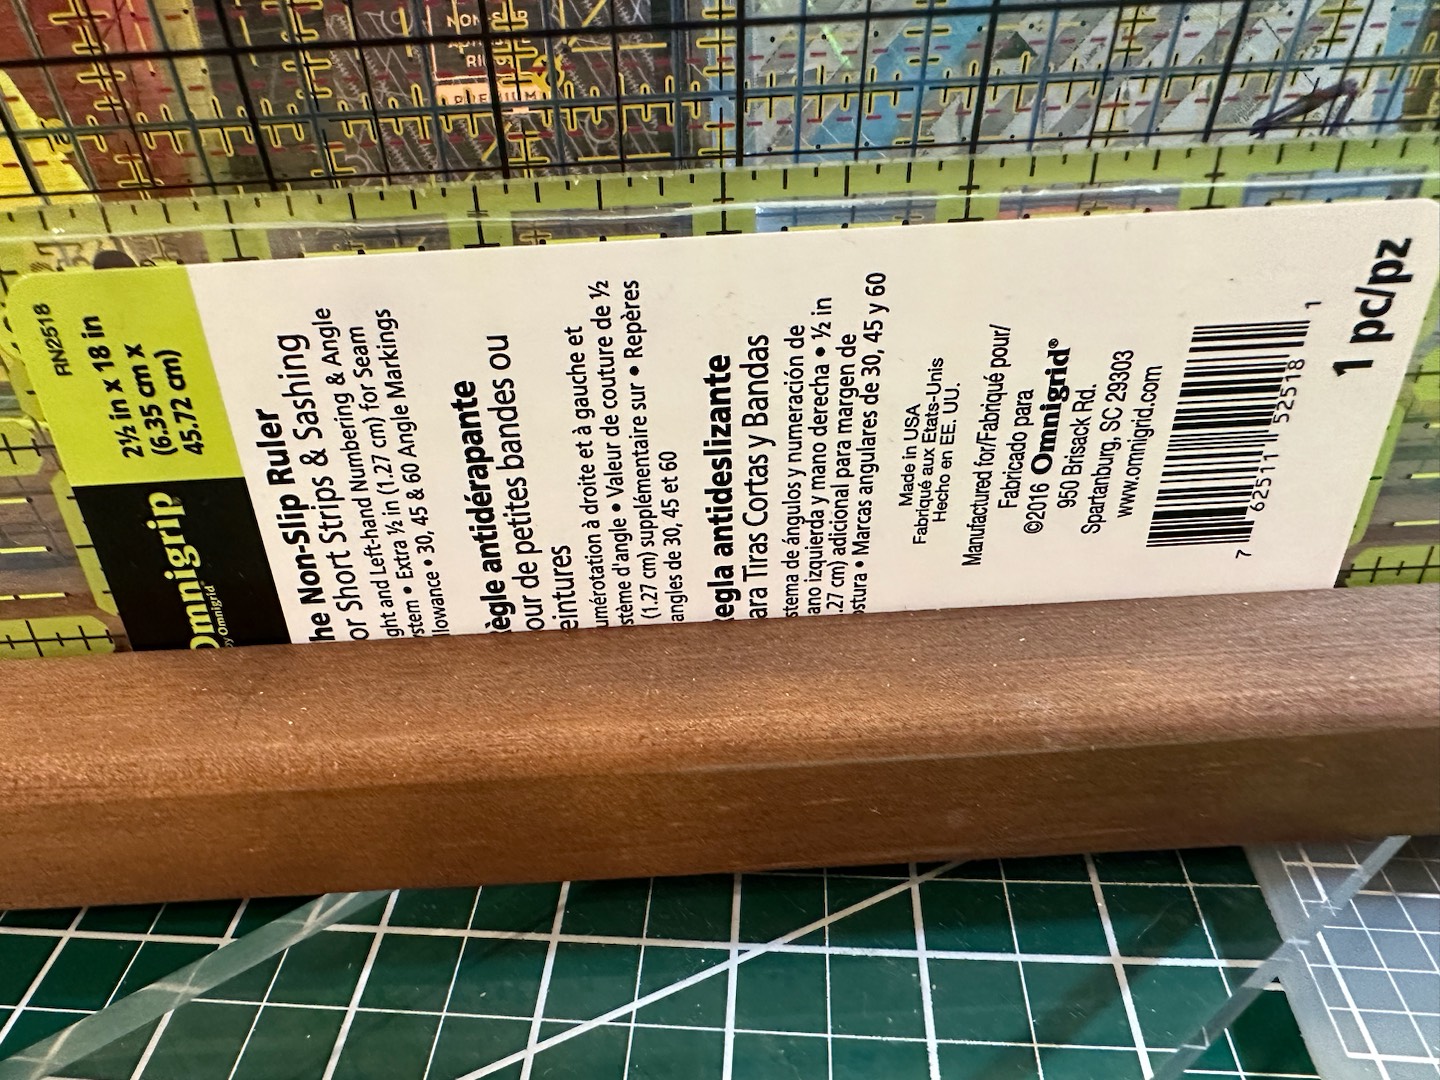 RN2518
2½ in x 18 in
(6.35 cm x
45.72 cm)
Omnigrip
by Omnigrid
he Non-Slip Ruler
or Short Strips & Sashing
ght and Left-hand Numbering & Angle
stem • Extra ½ in (1.27 cm) for Seam
llowance • 30, 45 & 60 Angle Markings
ègle antidérapante
our de petites bandes ou
eintures
umérotation à droite et à gauche et
stème d'angle • Valeur de couture de ½
(1.27 cm) supplémentaire sur • Repères
angles de 30, 45 et 60
egla antideslizante
ara Tiras Cortas y Bandas
stema de ángulos y numeración de
ano izquierda y mano derecha • ½ in
.27 cm) adicional para margen de
ostura • Marcas angulares de 30, 45 y 60
Made in USA
Fabriqué aux Etats-Unis
Hecho en EE. UU.
Manufactured for/Fabriqué pour/
Fabricado para
©2016 Omnigrid®
950 Brisack Rd.
Spartanburg, SC 29303
www.omnigrid.com
7 62511 52518 1
1 pc/pz
NON-SLIP
PREMIUM